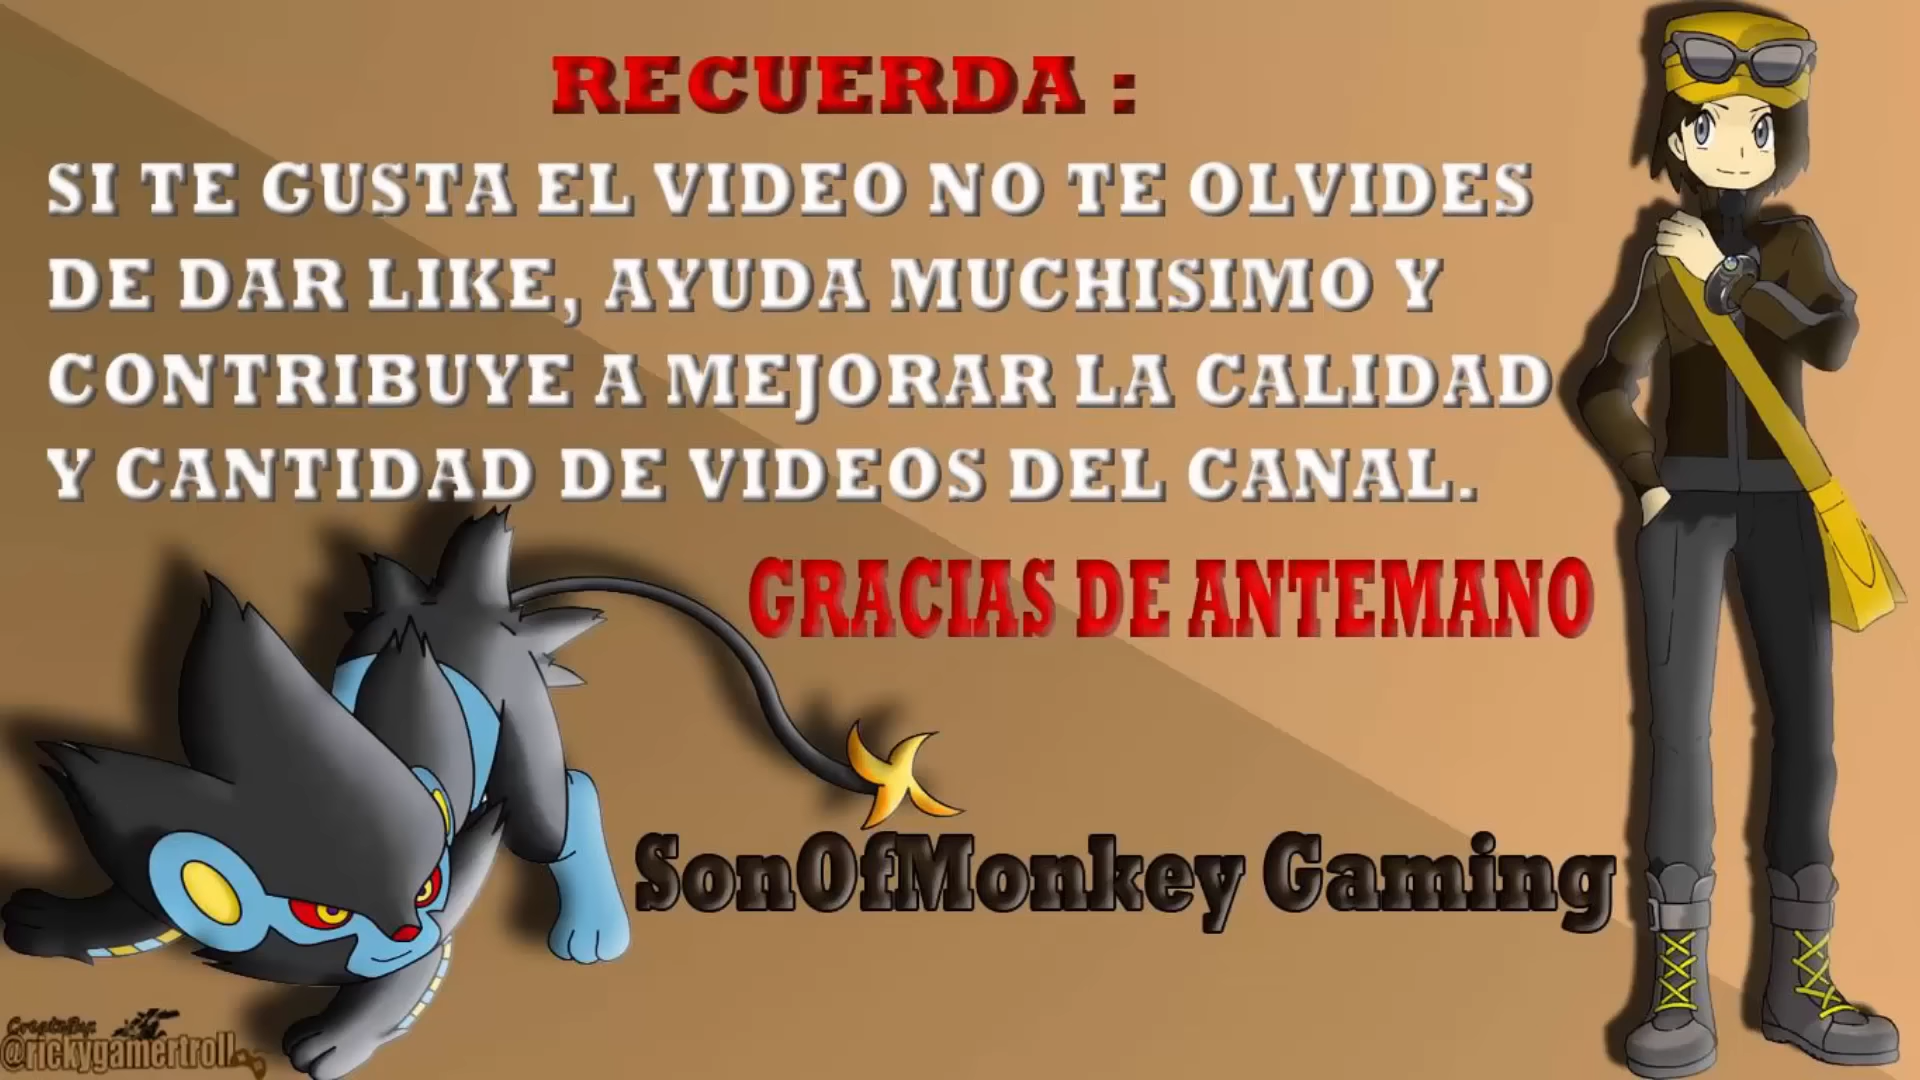 RECUERDA :
SI TE GUSTA EL VIDEO NO TE OLVIDES
DE DAR LIKE, AYUDA MUCHISIMO Y
CONTRIBUYE A MEJORAR LA CALIDAD
Y CANTIDAD DE VIDEOS DEL CANAL.
GRACIAS DE ANTEMANO
SonOfMonkey Gaming
@rickygamertroll